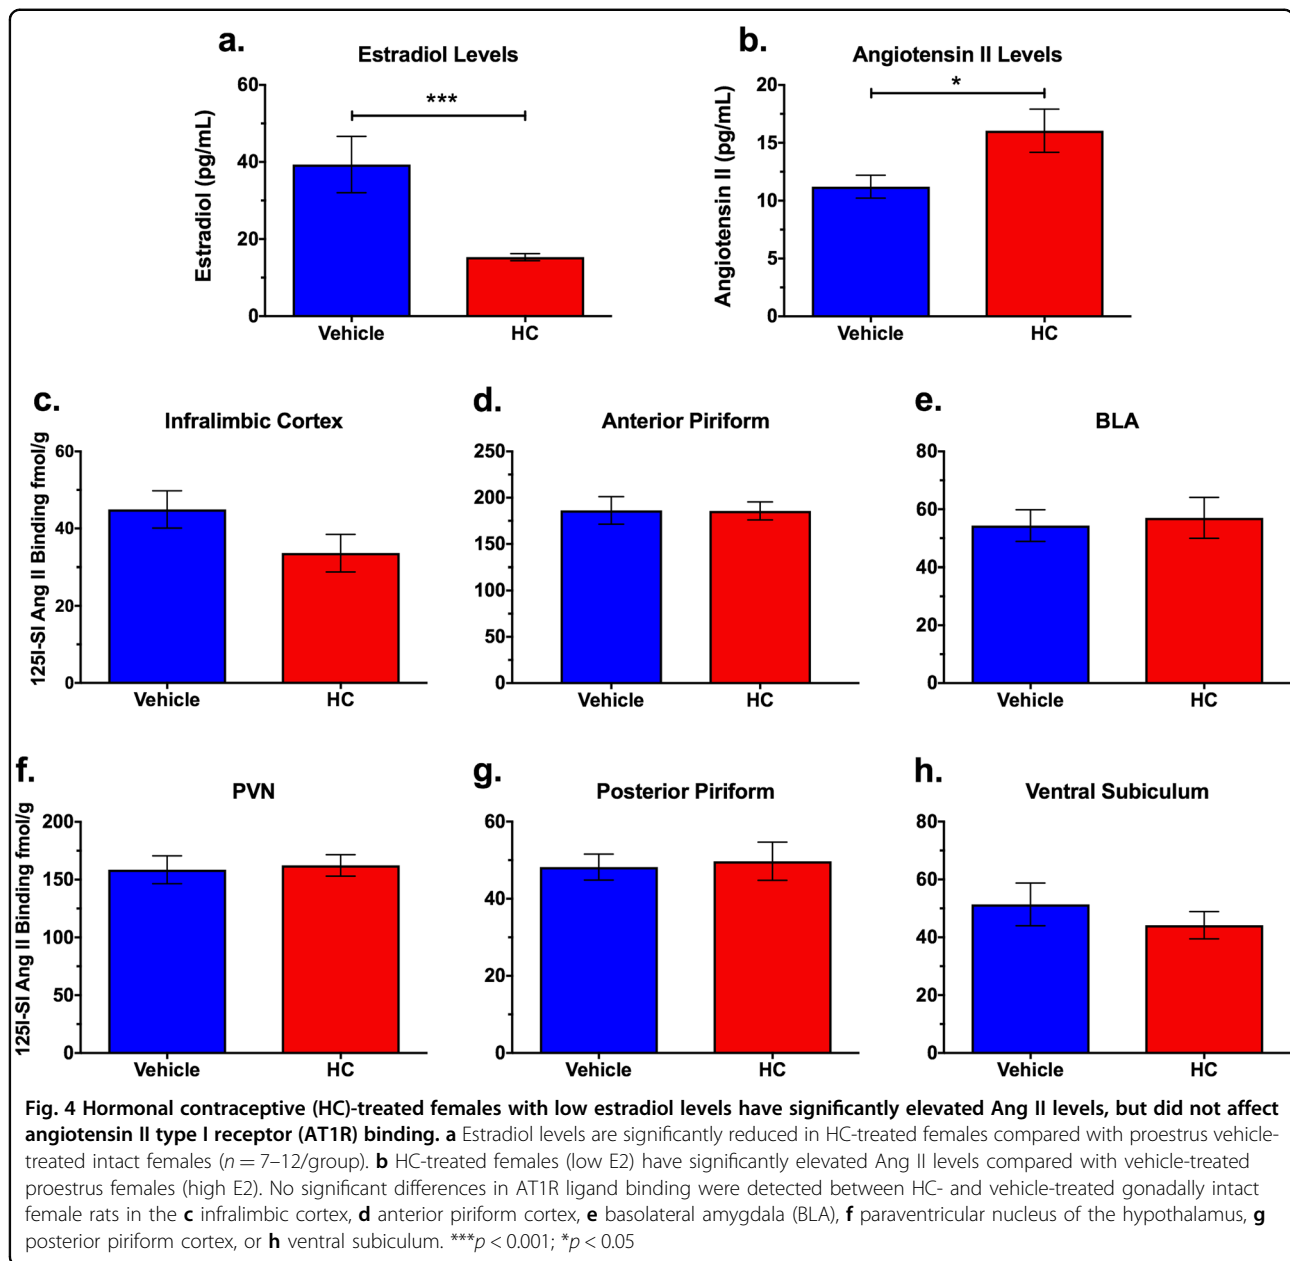 a.
Estradiol Levels
Estradiol (pg/mL)
60
40
20
0
***
Vehicle
HC
b.
Angiotensin II Levels
Angiotensin II (pg/mL)
20
15
10
5
0
*
Vehicle
HC
c.
Infralimbic Cortex
125I-SI Ang II Binding fmol/g
60
40
20
0
Vehicle
HC
d.
Anterior Piriform
250
200
150
100
50
0
Vehicle
HC
e.
BLA
80
60
40
20
0
Vehicle
HC
f.
PVN
125I-SI Ang II Binding fmol/g
200
150
100
50
0
Vehicle
HC
g.
Posterior Piriform
60
40
20
0
Vehicle
HC
h.
Ventral Subiculum
80
60
40
20
0
Vehicle
HC
Fig. 4 Hormonal contraceptive (HC)-treated females with low estradiol levels have significantly elevated Ang II levels, but did not affect
angiotensin II type I receptor (AT1R) binding. a Estradiol levels are significantly reduced in HC-treated females compared with proestrus vehicle-
treated intact females (n = 7–12/group). b HC-treated females (low E2) have significantly elevated Ang II levels compared with vehicle-treated
proestrus females (high E2). No significant differences in AT1R ligand binding were detected between HC- and vehicle-treated gonadally intact
female rats in the c infralimbic cortex, d anterior piriform cortex, e basolateral amygdala (BLA), f paraventricular nucleus of the hypothalamus, g
posterior piriform cortex, or h ventral subiculum. ***p < 0.001; *p < 0.05